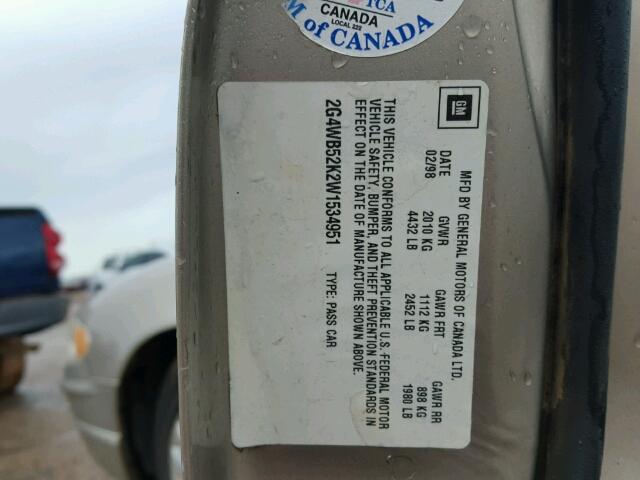 TCA
CANADA
LOCAL 222
M of CANADA
GM
MFD BY GENERAL MOTORS OF CANADA LTD.
DATE GVWR GAWR FRT GAWR RR
02/98 2010 KG 1112 KG 898 KG
4432 LB 2452 LB 1980 LB
THIS VEHICLE CONFORMS TO ALL APPLICABLE U.S. FEDERAL MOTOR
VEHICLE SAFETY, BUMPER, AND THEFT PREVENTION STANDARDS IN
EFFECT ON THE DATE OF MANUFACTURE SHOWN ABOVE.
2G4WB52K2W1534951 TYPE: PASS CAR